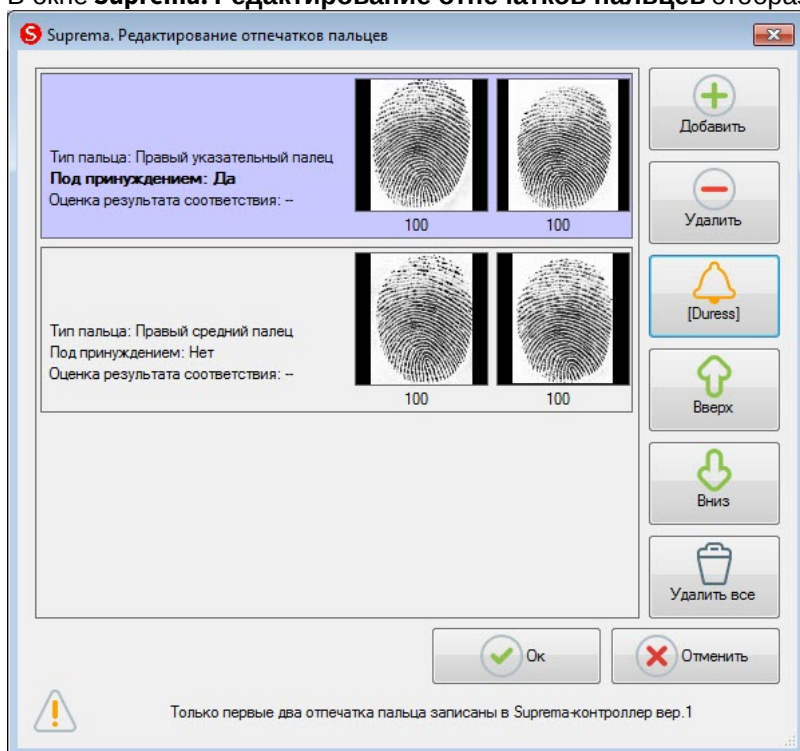 В окне Suprema. Редактирование отпечатков пальцев отобра
Suprema. Редактирование отпечатков пальцев
Тип пальца: Правый указательный палец
Под принуждением: Да
Оценка результата соответствия: --
100 100
Тип пальца: Правый средний палец
Под принуждением: Нет
Оценка результата соответствия: --
100 100
Добавить
Удалить
[Duress]
Вверх
Вниз
Удалить все
Ок
Отменить
Только первые два отпечатка пальца записаны в Suprema-контроллер вер.1